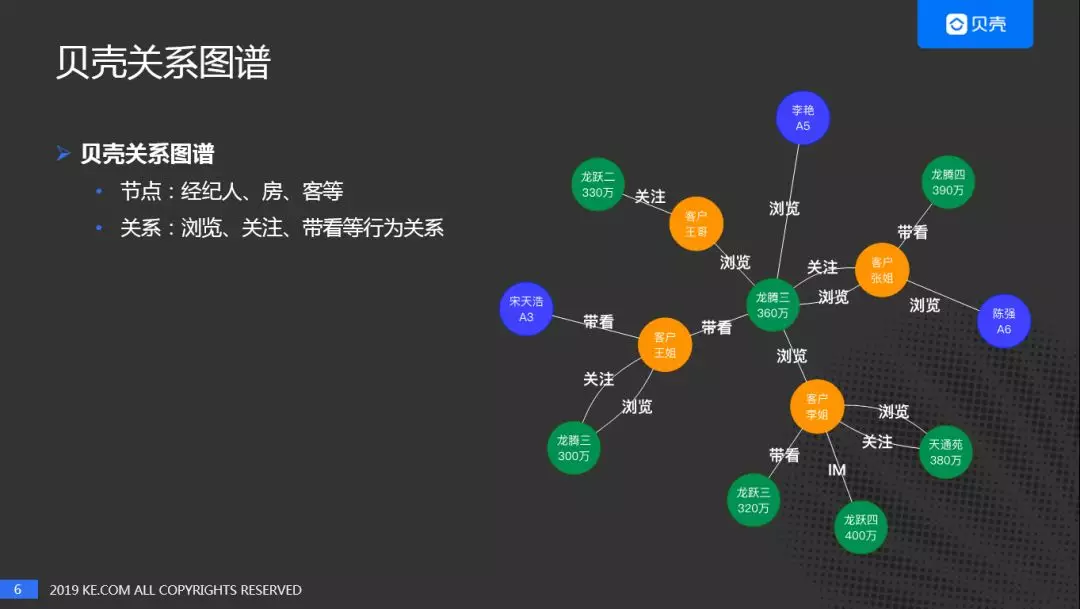 贝壳
贝壳关系图谱
贝壳关系图谱
节点：经纪人、房、客等
关系：浏览、关注、带看等行为关系
李艳
A5
龙跃二
330万
关注
客户
王哥
浏览
浏览
龙腾四
390万
带看
客户
张姐
关注
浏览
浏览
陈强
A6
龙腾三
360万
宋天浩
A3
带看
客户
王姐
带看
关注
浏览
龙腾三
300万
浏览
客户
李姐
浏览
关注
天通苑
380万
带看
IM
龙跃三
320万
龙跃四
400万
6
2019 KE.COM ALL COPYRIGHTS RESERVED